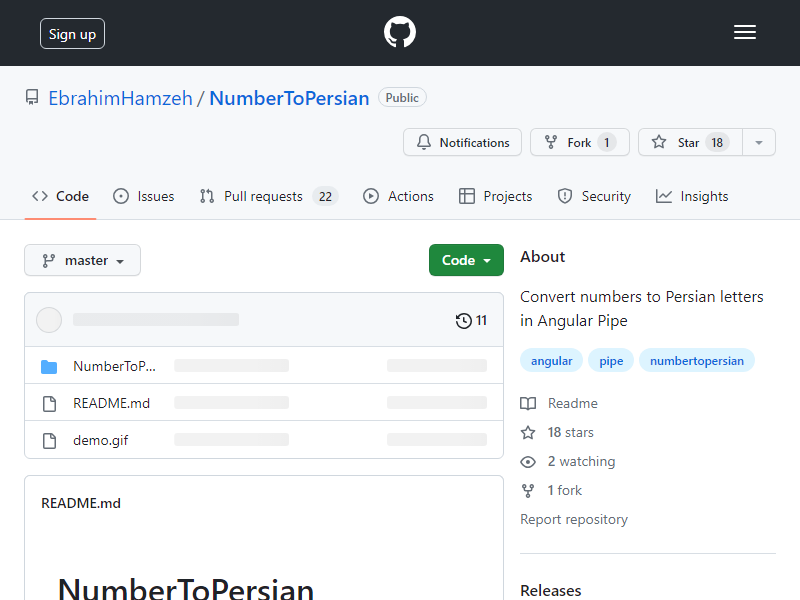 Sign up
EbrahimHamzeh / NumberToPersian Public
Notifications Fork 1 Star 18
Code Issues Pull requests 22 Actions Projects Security Insights
master Code
11
NumberToP...
README.md
demo.gif
README.md
NumberToPersian
About
Convert numbers to Persian letters
in Angular Pipe
angular pipe numbertopersian
Readme
18 stars
2 watching
1 fork
Report repository
Releases